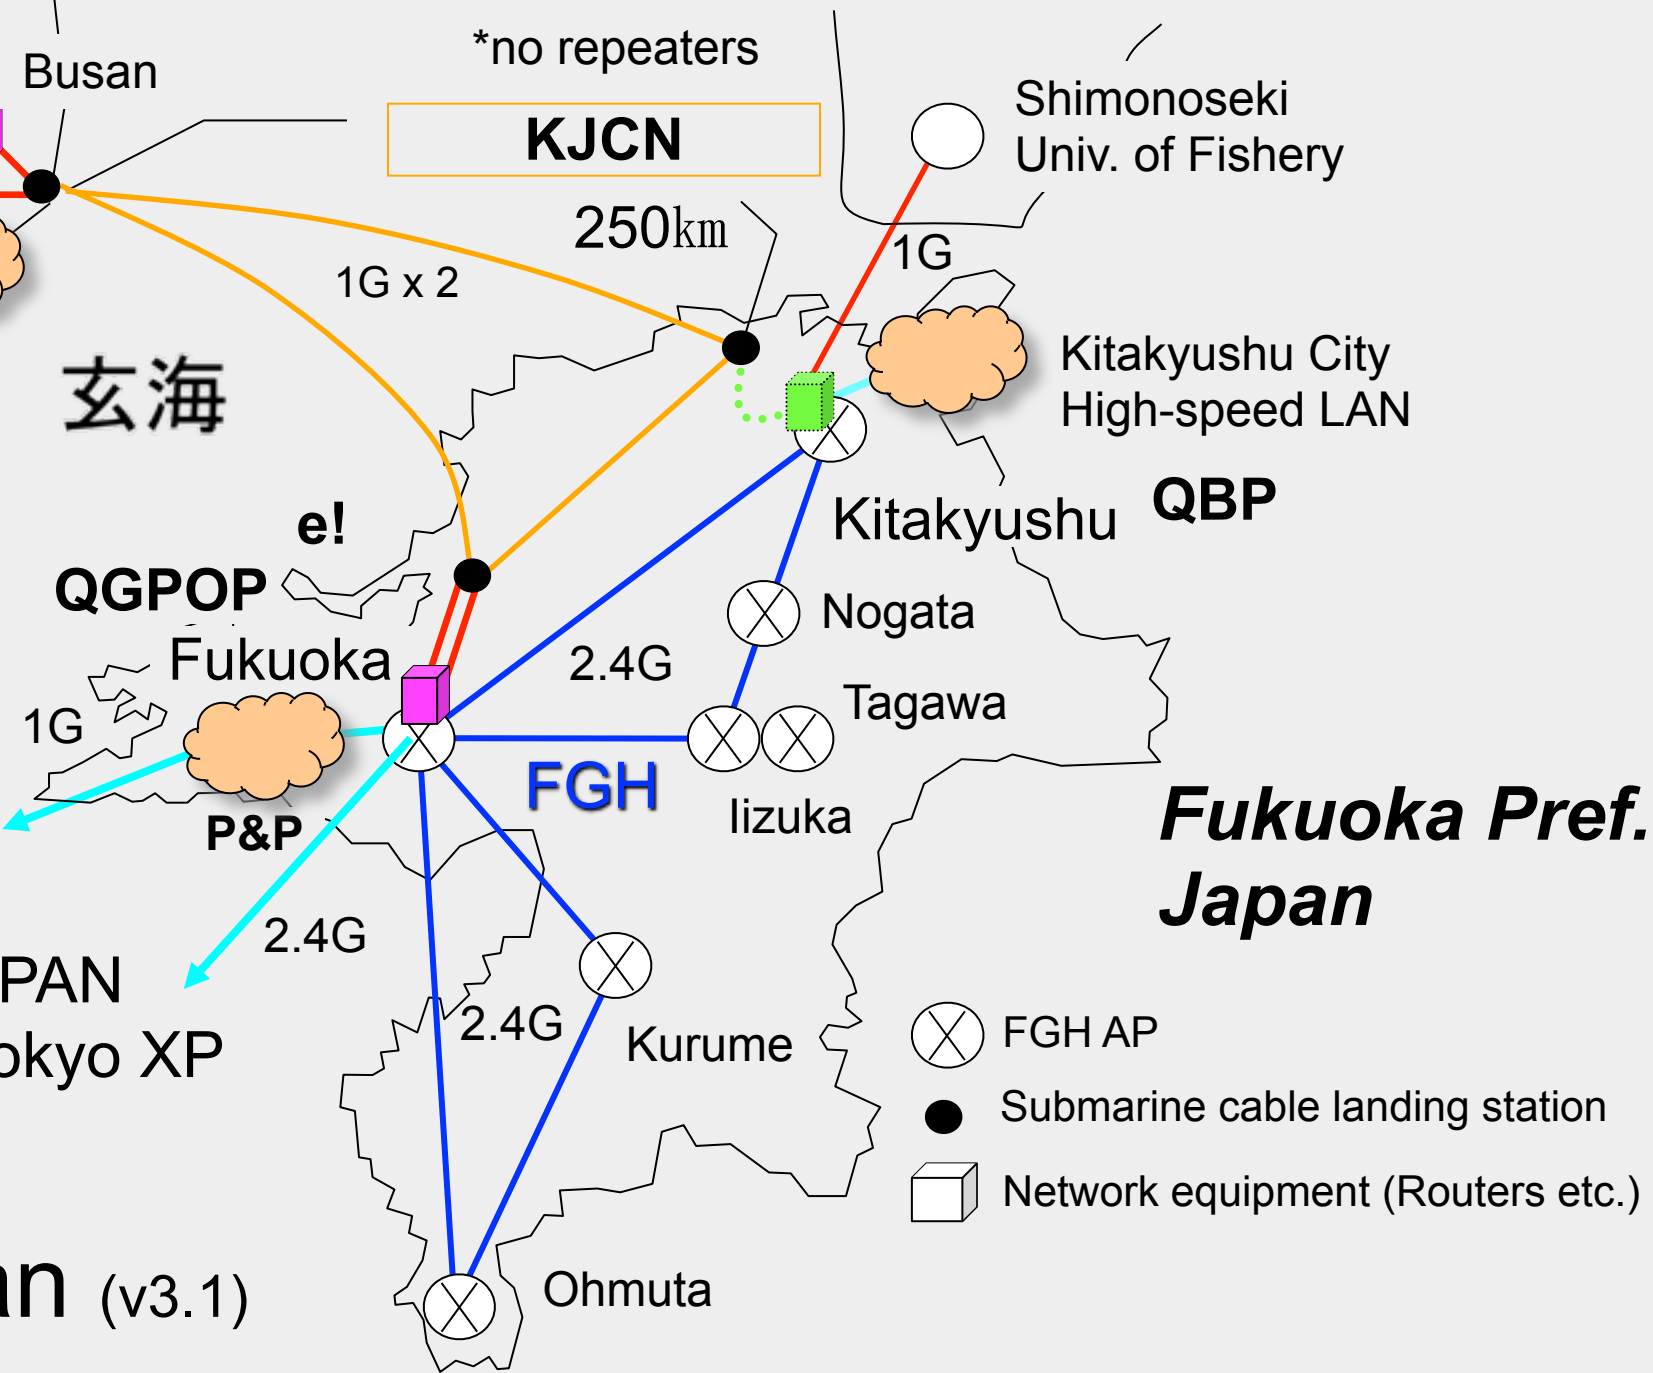 *no repeaters
Busan
KJCN
Shimonoseki
Univ. of Fishery
250km
1G
1G x 2
Kitakyushu City
High-speed LAN
玄海
QBP
Kitakyushu
e!
QGPOP
Nogata
Fukuoka
2.4G
Tagawa
1G
FGH
Iizuka
P&P
Fukuoka Pref.
Japan
2.4G
PAN
okyo XP
2.4G
Kurume
FGH AP
Submarine cable landing station
Network equipment (Routers etc.)
an (v3.1)
Ohmuta